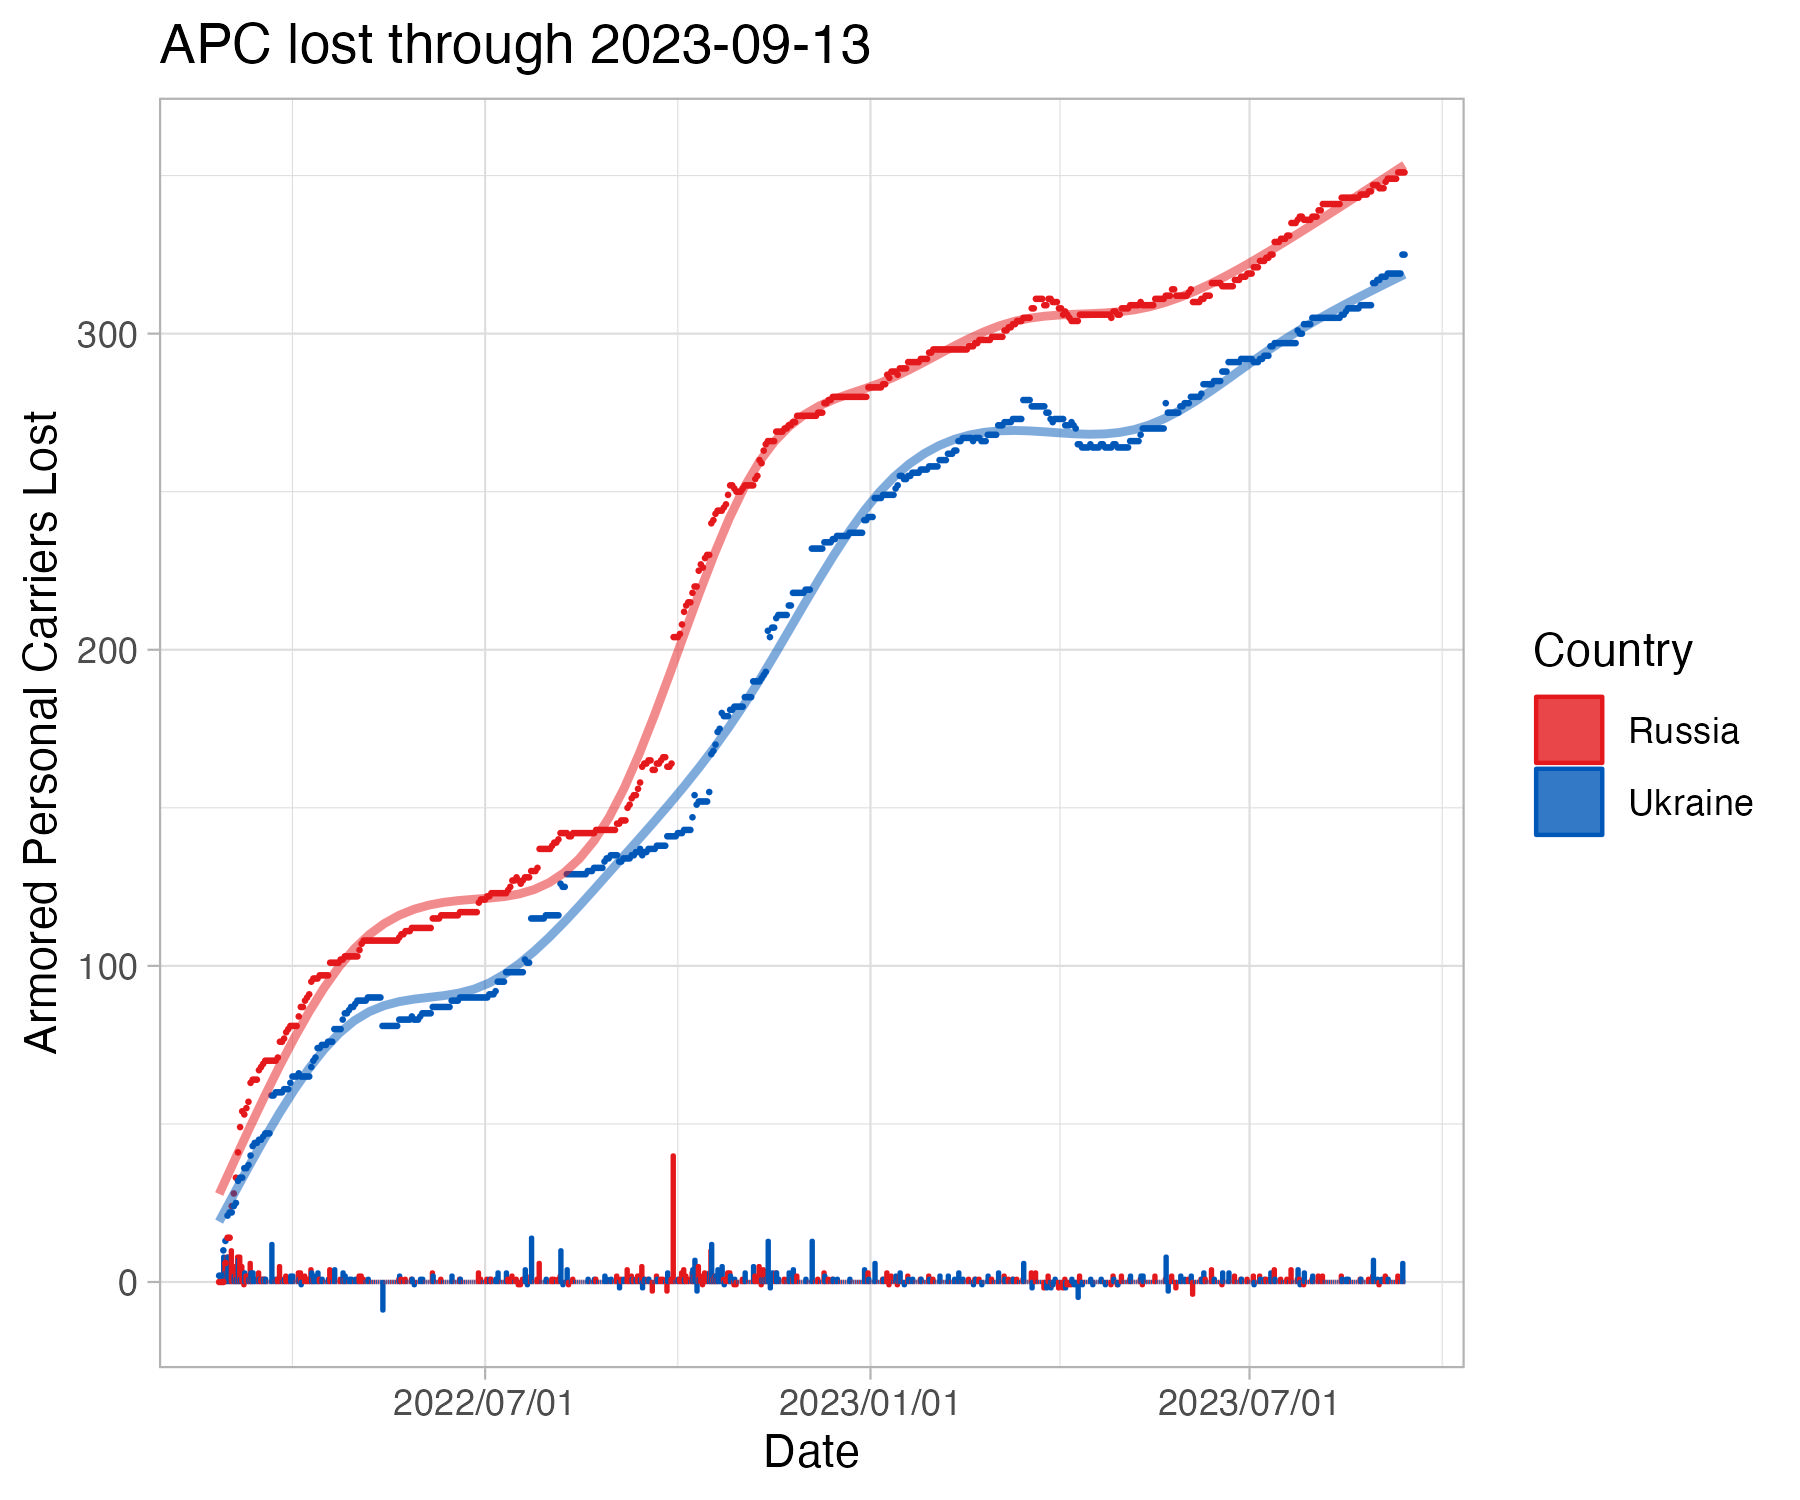 APC lost through 2023-09-13
Armored Personal Carriers Lost
300
200
100
0
2022/07/01
2023/01/01
2023/07/01
Date
Country
Russia
Ukraine